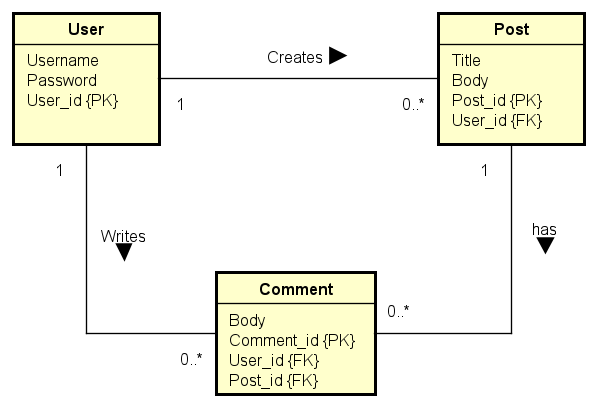 User
Username
Password
User_id {PK}
Creates
1
0..*
Post
Title
Body
Post_id {PK}
User_id {FK}
1
Writes
0..*
1
has
0..*
Comment
Body
Comment_id {PK}
User_id {FK}
Post_id {FK}